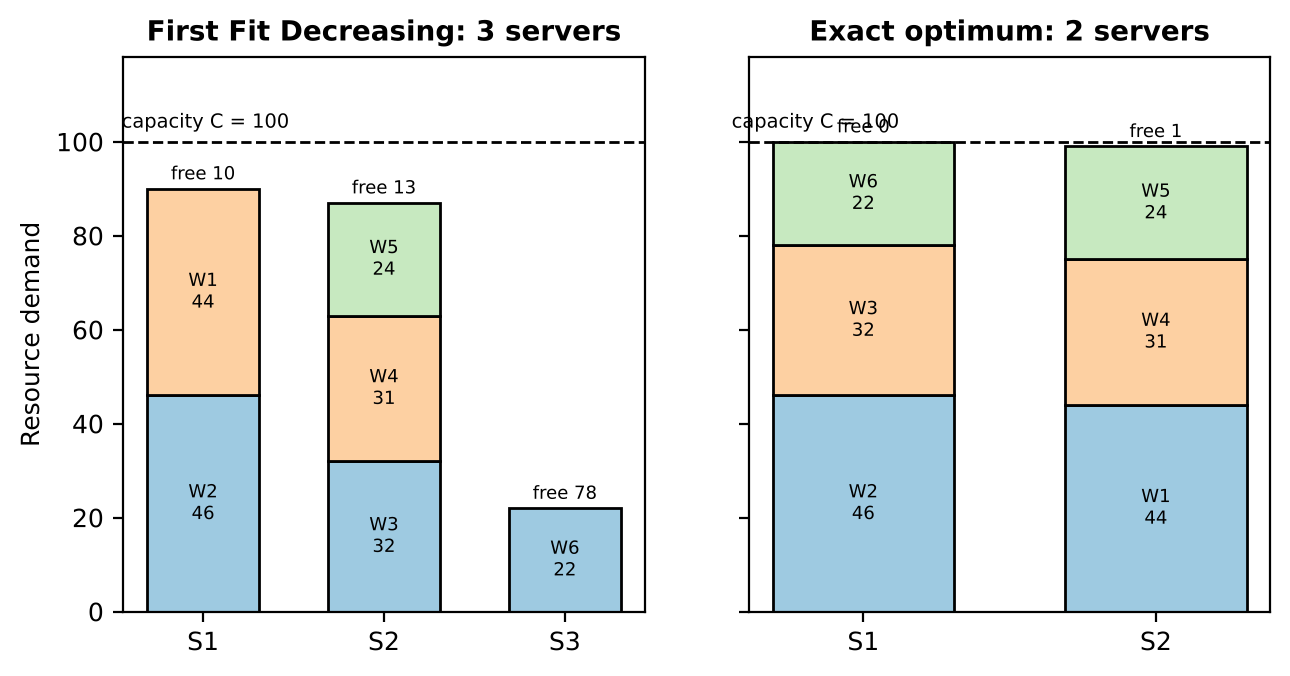 First Fit Decreasing: 3 servers
capacity C = 100
free 10
free 13
free 78
W1
44
W2
46
W5
24
W4
31
W3
32
W6
22
Resource demand
100
80
60
40
20
0
S1
S2
S3
Exact optimum: 2 servers
capacity C = 100
free 0
free 1
W6
22
W3
32
W2
46
W5
24
W4
31
W1
44
S1
S2